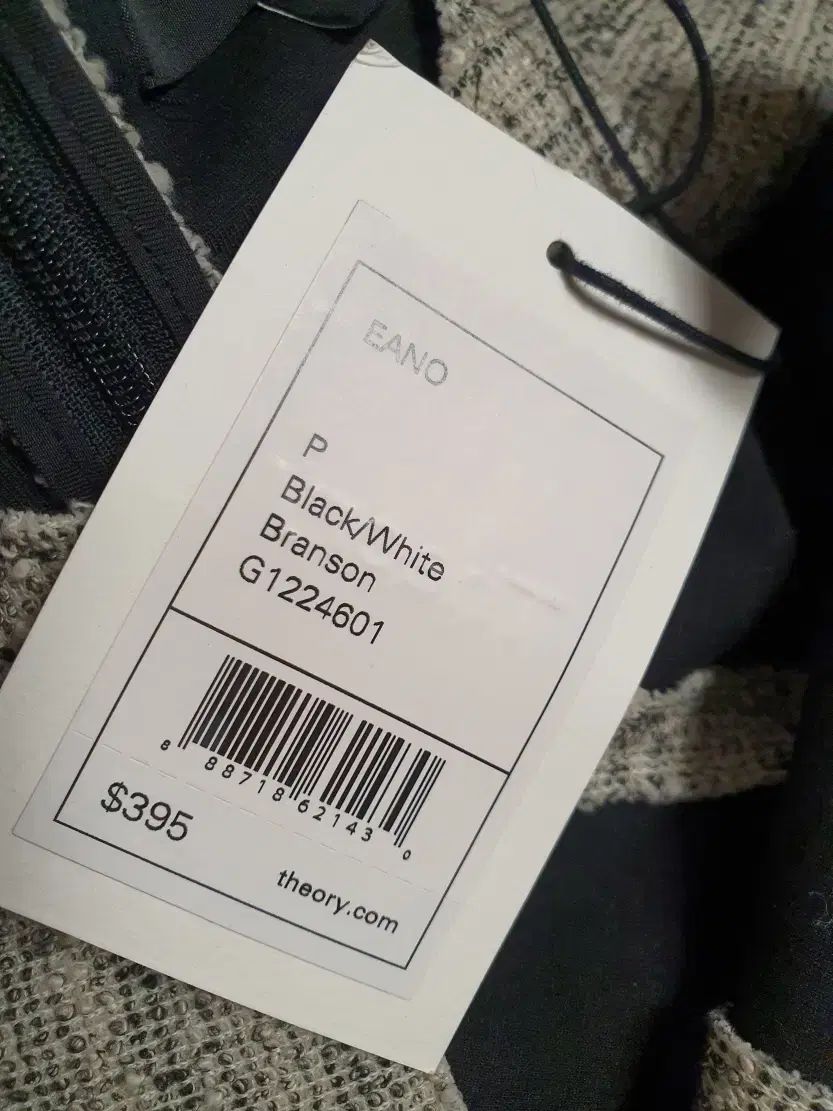 EANO
P
Black/White
Branson
G1224601
8 88718 62143 0
$395
theory.com